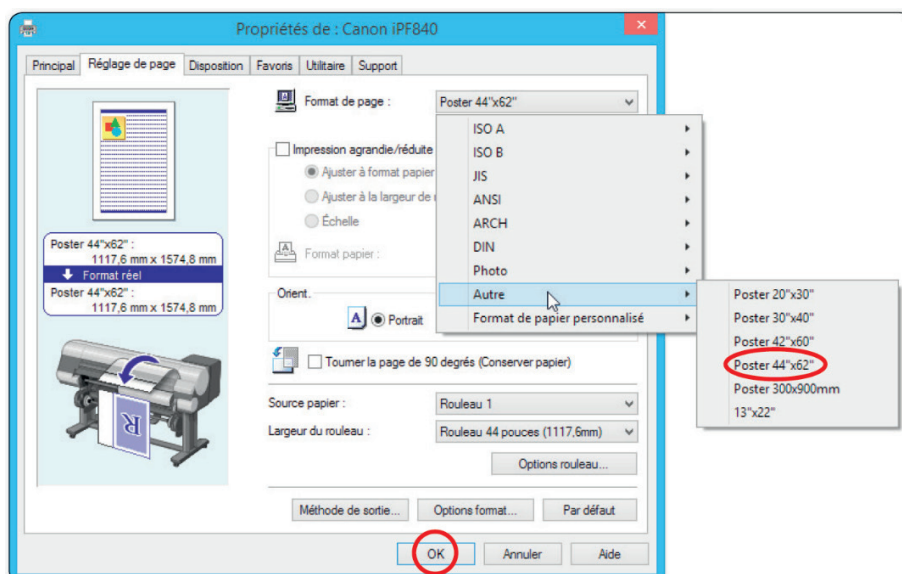 Propriétés de : Canon iPF840
Principal Réglage de page Disposition Favoris Utilitaire Support
Format de page : Poster 44"x62"
ISO A
ISO B
JIS
ANSI
ARCH
DIN
Photo
Autre
Format de papier personnalisé
Poster 20"x30"
Poster 30"x40"
Poster 42"x60"
Poster 44"x62"
Poster 300x900mm
13"x22"
Impression agrandie/réduite
Ajuster à format papier
Ajuster à la largeur de
Échelle
Format papier :
Poster 44"x62" :
1117,6 mm x 1574,8 mm
Format réel
Poster 44"x62" :
1117,6 mm x 1574,8 mm
Orient.
A Portrait
Tourner la page de 90 degrés (Conserver papier)
Source papier : Rouleau 1
Largeur du rouleau : Rouleau 44 pouces (1117,6mm)
Options rouleau...
Méthode de sortie... Options format... Par défaut
OK Annuler Aide
R